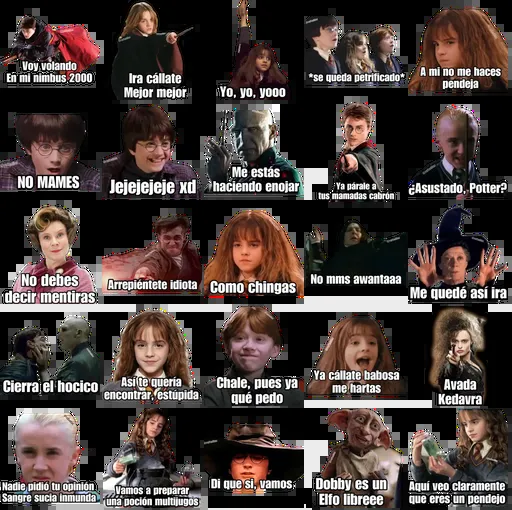 Voy volando
En mi nimbus 2000
Ira cállate
Mejor mejor
Yo, yo, yooo
*se queda petrificado*
A mi no me haces
pendeja
NO MAMES
Jejejejeje xd
Me estás
haciendo enojar
Ya párale a
tus mamadas cabrón
¿Asustado, Potter?
No debes
decir mentiras
Arrepiéntete idiota
Como chingas
No mms awantaaa
Me quedé así ira
Cierra el hocico
Así te quería
encontrar, estúpida
Chale, pues ya
qué pedo
Ya cállate babosa
me hartas
Avada
Kedavra
Nadie pidió tu opinión
Sangre sucia inmunda
Vamos a preparar
una poción multijugos
Di que si, vamos
Dobby es un
Elfo libreee
Aquí veo claramente
que eres un pendejo